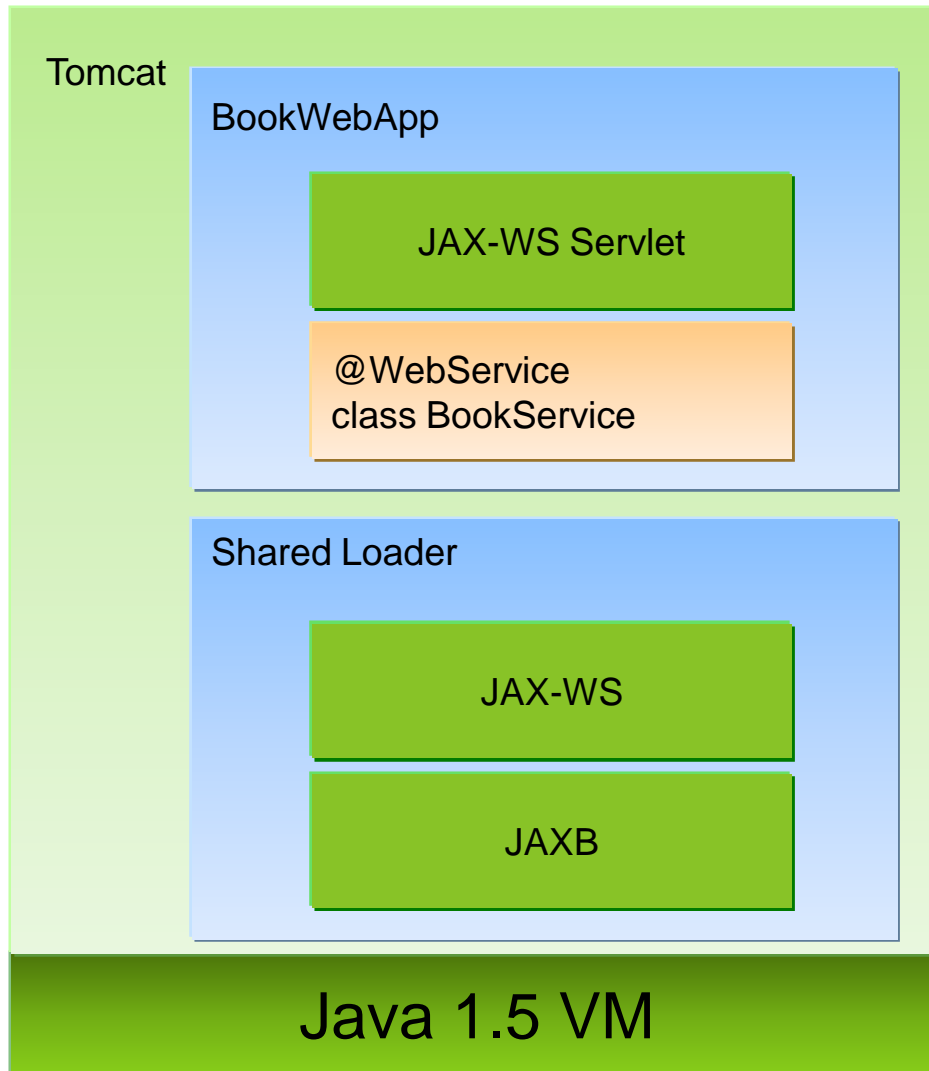 Tomcat
BookWebApp
JAX-WS Servlet
@WebService
class BookService
Shared Loader
JAX-WS
JAXB
Java 1.5 VM